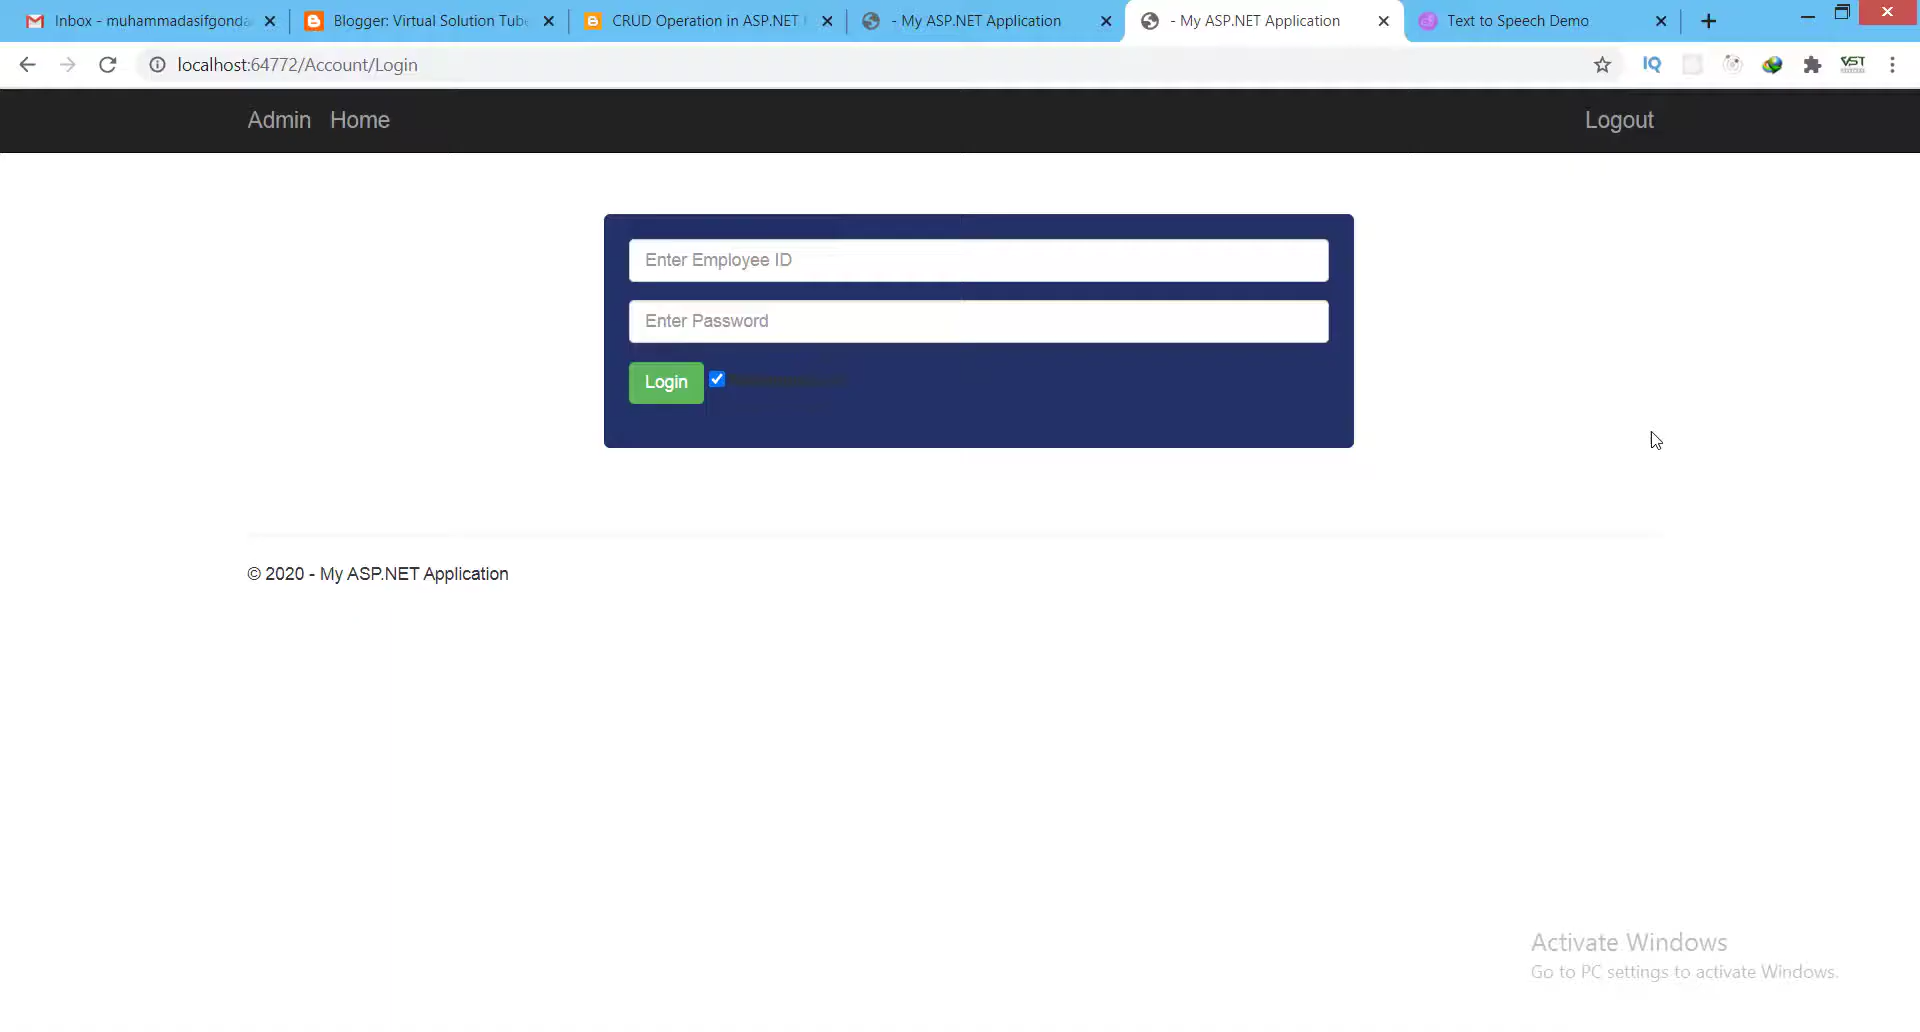 Inbox - muhammadasifgonda
Blogger: Virtual Solution Tube
CRUD Operation in ASP.NET
- My ASP.NET Application
- My ASP.NET Application
Text to Speech Demo
localhost:64772/Account/Login
IQ
VST
Admin Home Logout
Enter Employee ID
Enter Password
Login
© 2020 - My ASP.NET Application
Activate Windows
Go to PC settings to activate Windows.